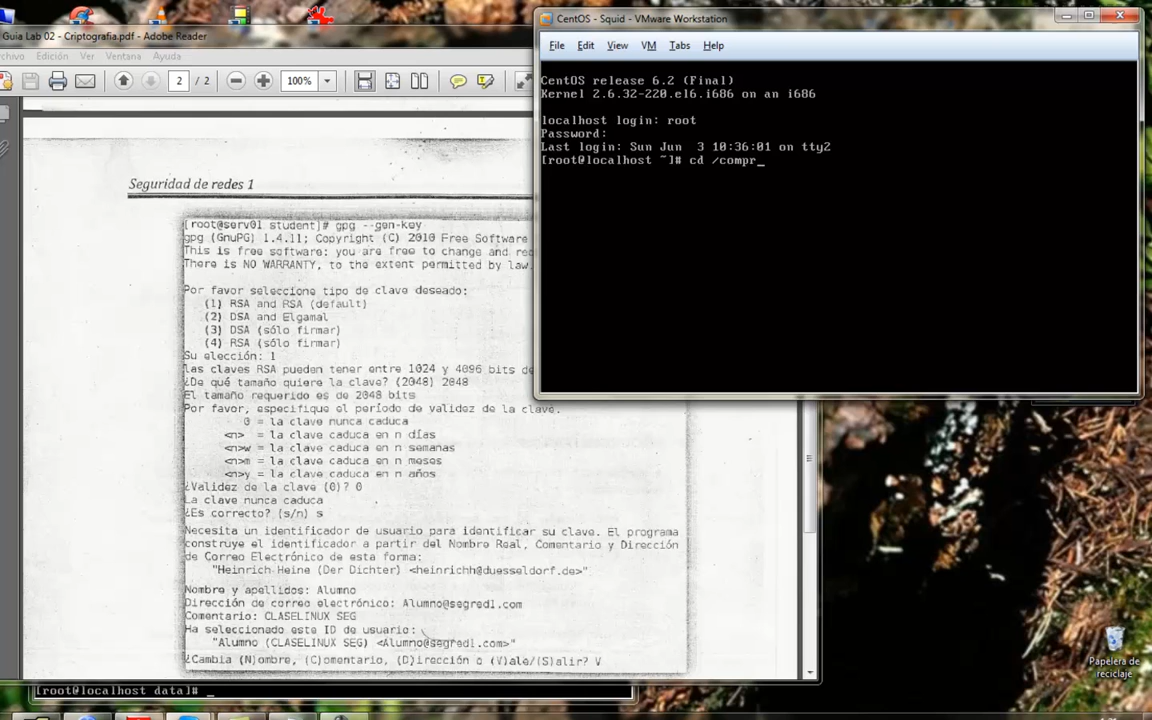 Guia Lab 02 - Criptografia.pdf - Adobe Reader
Archivo Edición Ver Ventana Ayuda
2 / 2 100%
Seguridad de redes 1
[root@serv01 student]# gpg --gen-key
gpg (GnuPG) 1.4.11; Copyright (C) 2010 Free Software
This is free software: you are free to change and
There is NO WARRANTY, to the extent permitted by law.
Por favor seleccione tipo de clave deseado:
(1) RSA and RSA (default)
(2) DSA and Elgamal
(3) DSA (sólo firmar)
(4) RSA (sólo firmar)
Su elección: 1
las claves RSA pueden tener entre 1024 y 4096 bits de
¿De qué tamaño quiere la clave? (2048) 2048
El tamaño requerido es de 2048 bits
Por favor, especifique el período de validez de la clave.
0 = la clave nunca caduca
<n> = la clave caduca en n días
<n>w = la clave caduca en n semanas
<n>m = la clave caduca en n meses
<n>y = la clave caduca en n años
¿Validez de la clave (0)? 0
La clave nunca caduca
¿Es correcto? (s/n) s
Necesita un identificador de usuario para identificar su clave. El programa
construye el identificador a partir del Nombre Real, Comentario y Dirección
de Correo Electrónico de esta forma:
"Heinrich Heine (Der Dichter) <heinrichh@duesseldorf.de>"
Nombre y apellidos: Alumno
Dirección de correo electrónico: Alumno@segred1.com
Comentario: CLASELINUX SEG
Ha seleccionado este ID de usuario:
"Alumno (CLASELINUX SEG) <Alumno@segred1.com>"
¿Cambia (N)ombre, (C)omentario, (D)irección o (V)ale/(S)alir? V
[root@localhost data]# _
CentOS - Squid - VMware Workstation
File Edit View VM Tabs Help
CentOS release 6.2 (Final)
Kernel 2.6.32-220.el6.i686 on an i686
localhost login: root
Password:
Last login: Sun Jun 3 10:36:01 on tty2
[root@localhost ~]# cd /compr_
Papelera de
reciclaje